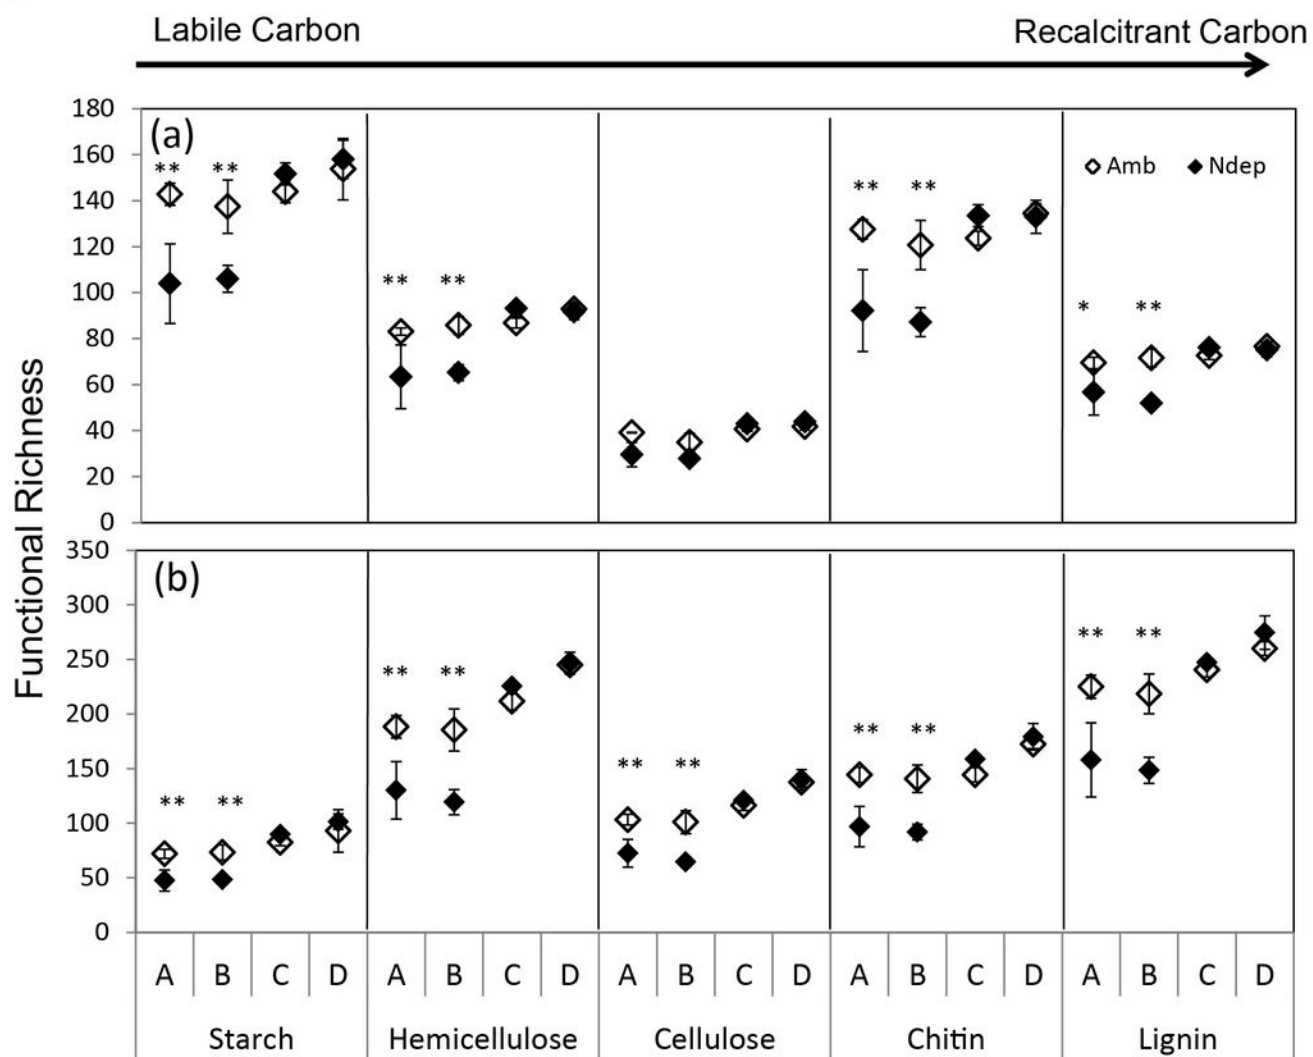 Labile Carbon Recalcitrant Carbon
Functional Richness
180
(a)
160
** ** ** **
◇ Amb ◆ Ndep
140
120
** ** * **
100
80
60
40
20
0
350
(b)
300
** **
250
** **
200
** ** ** **
150
** **
100
50
0
A B C D A B C D A B C D A B C D A B C D
Starch Hemicellulose Cellulose Chitin Lignin